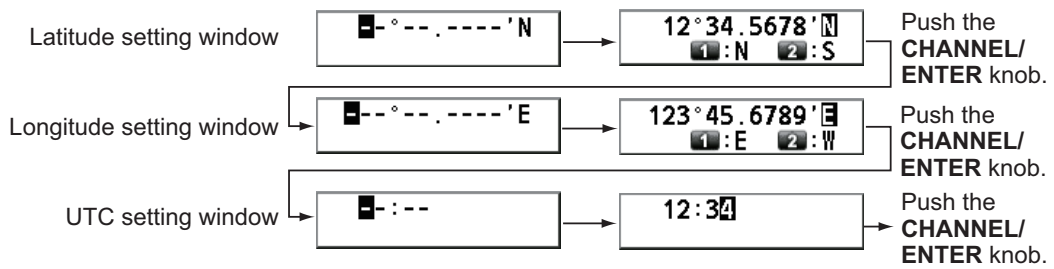 Latitude setting window
--°--.----'N
12°34.5678'N
1:N 2:S
Push the
CHANNEL/
ENTER knob.
Longitude setting window
---°--.----'E
123°45.6789'E
1:E 2:W
Push the
CHANNEL/
ENTER knob.
UTC setting window
--:--
12:34
Push the
CHANNEL/
ENTER knob.